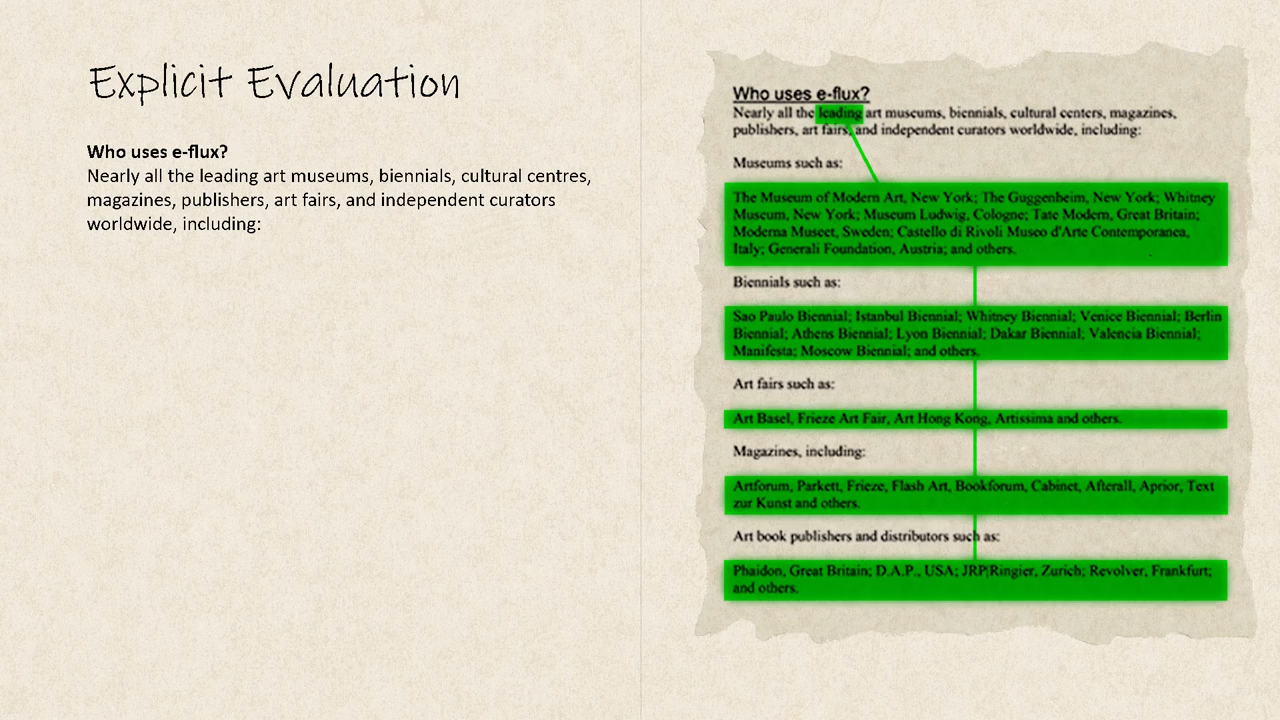 Explicit Evaluation
Who uses e-flux?
Nearly all the leading art museums, biennials, cultural centres,
magazines, publishers, art fairs, and independent curators
worldwide, including:
Who uses e-flux?
Nearly all the leading art museums, biennials, cultural centers, magazines,
publishers, art fairs, and independent curators worldwide, including:
Museums such as:
The Museum of Modern Art, New York; The Guggenheim, New York; Whitney
Museum, New York; Museum Ludwig, Cologne; Tate Modern, Great Britain;
Moderna Museet, Sweden; Castello di Rivoli Museo d'Arte Contemporanea,
Italy; Generali Foundation, Austria; and others.
Biennials such as:
Sao Paulo Biennial; Istanbul Biennial; Whitney Biennial; Venice Biennial; Berlin
Biennial; Athens Biennial; Lyon Biennial; Dakar Biennial; Valencia Biennial;
Manifesta; Moscow Biennial; and others.
Art fairs such as:
Art Basel, Frieze Art Fair, Art Hong Kong, Artissima and others.
Magazines, including:
Artforum, Parkett, Frieze, Flash Art, Bookforum, Cabinet, Afterall, Aprior, Text
zur Kunst and others.
Art book publishers and distributors such as:
Phaidon, Great Britain; D.A.P., USA; JRP|Ringier, Zurich; Revolver, Frankfurt;
and others.